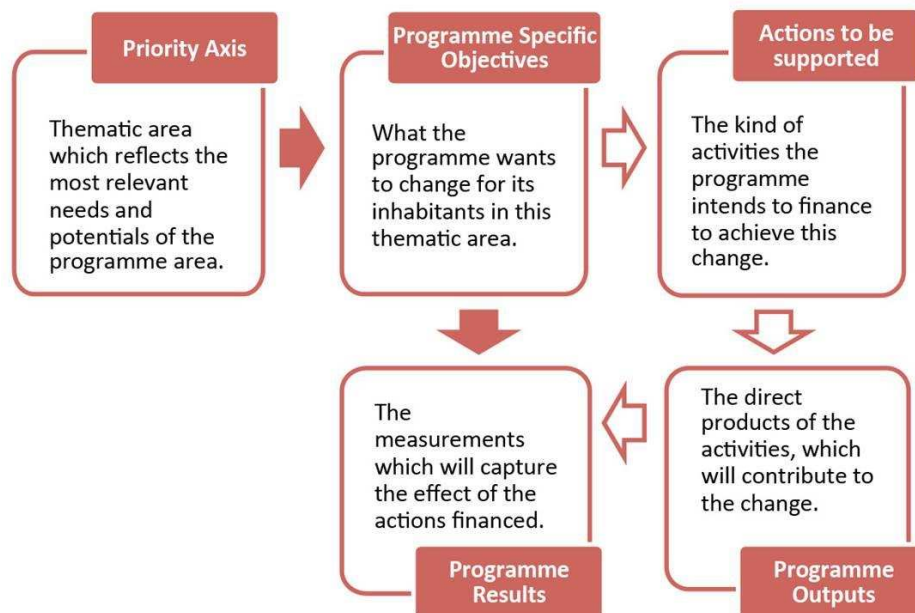 Priority Axis
Thematic area
which reflects the
most relevant
needs and
potentials of the
programme area.
Programme Specific
Objectives
What the
programme wants
to change for its
inhabitants in this
thematic area.
Actions to be
supported
The kind of
activities the
programme
intends to finance
to achieve this
change.
The
measurements
which will capture
the effect of the
actions financed.
Programme
Results
The direct
products of the
activities, which
will contribute to
the change.
Programme
Outputs